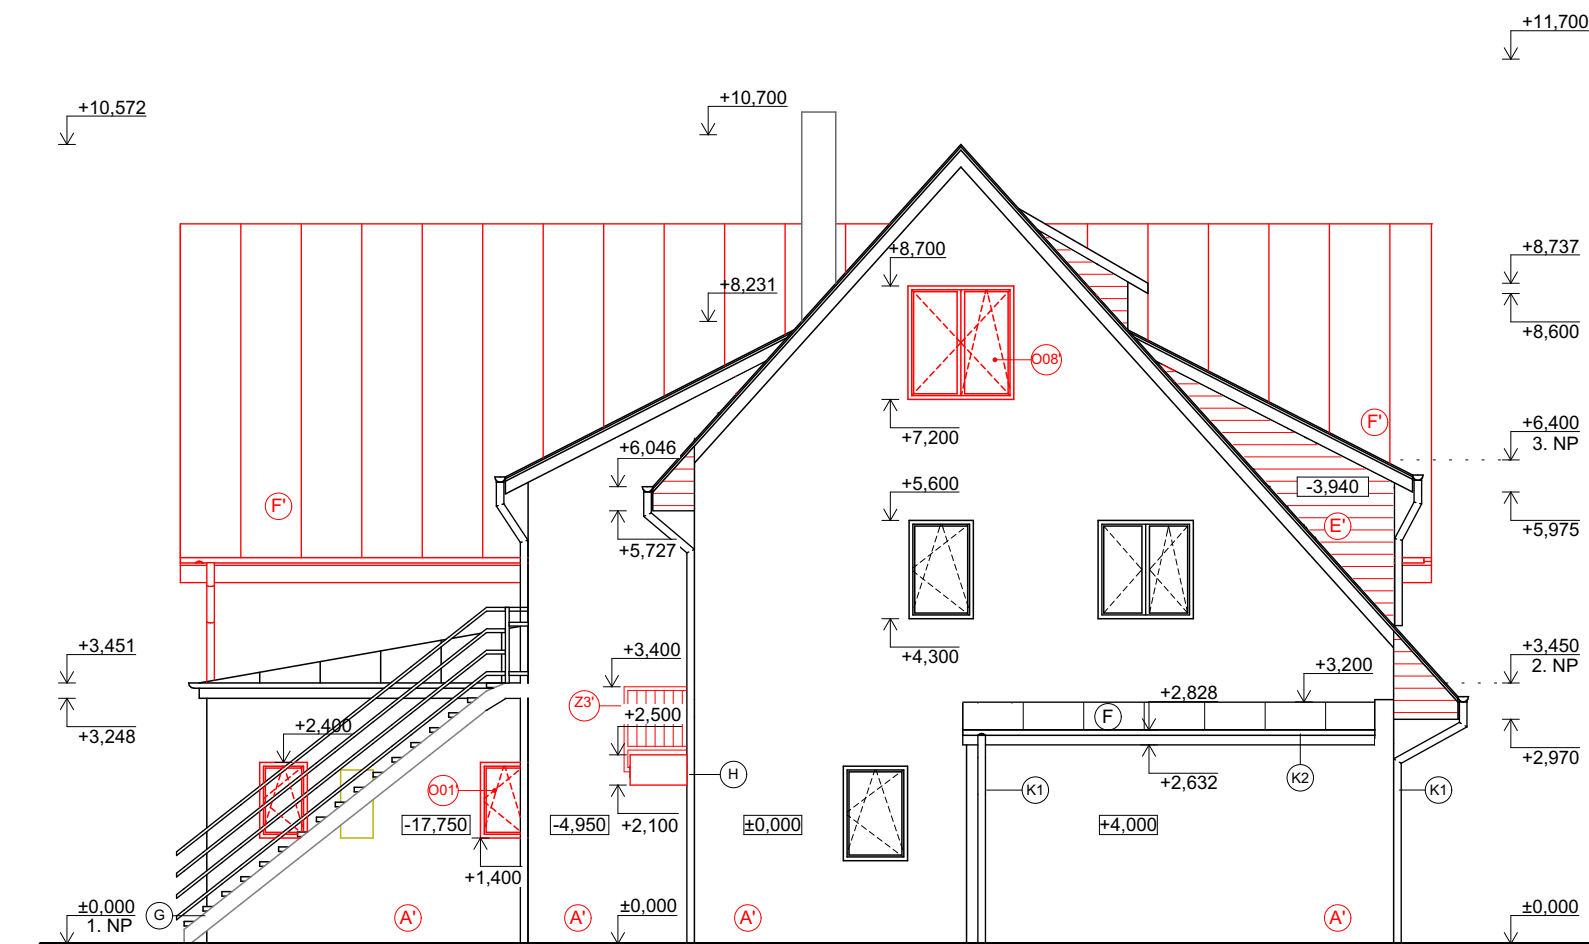 +11,700
+10,572
+10,700
+8,700
+8,737
+8,231
+8,600
O08'
F'
+6,400
3. NP
+7,200
+6,046
-3,940
+5,600
F'
E'
+5,975
+5,727
+3,451
+3,400
+4,300
+3,200
+3,450
2. NP
Z3'
+2,828
+2,500
F
+2,400
+3,248
+2,970
H
K2
+2,632
O01'
K1
K1
-17,750
-4,950
+2,100
±0,000
+4,000
+1,400
±0,000
1. NP
G
A'
A'
±0,000
A'
A'
±0,000